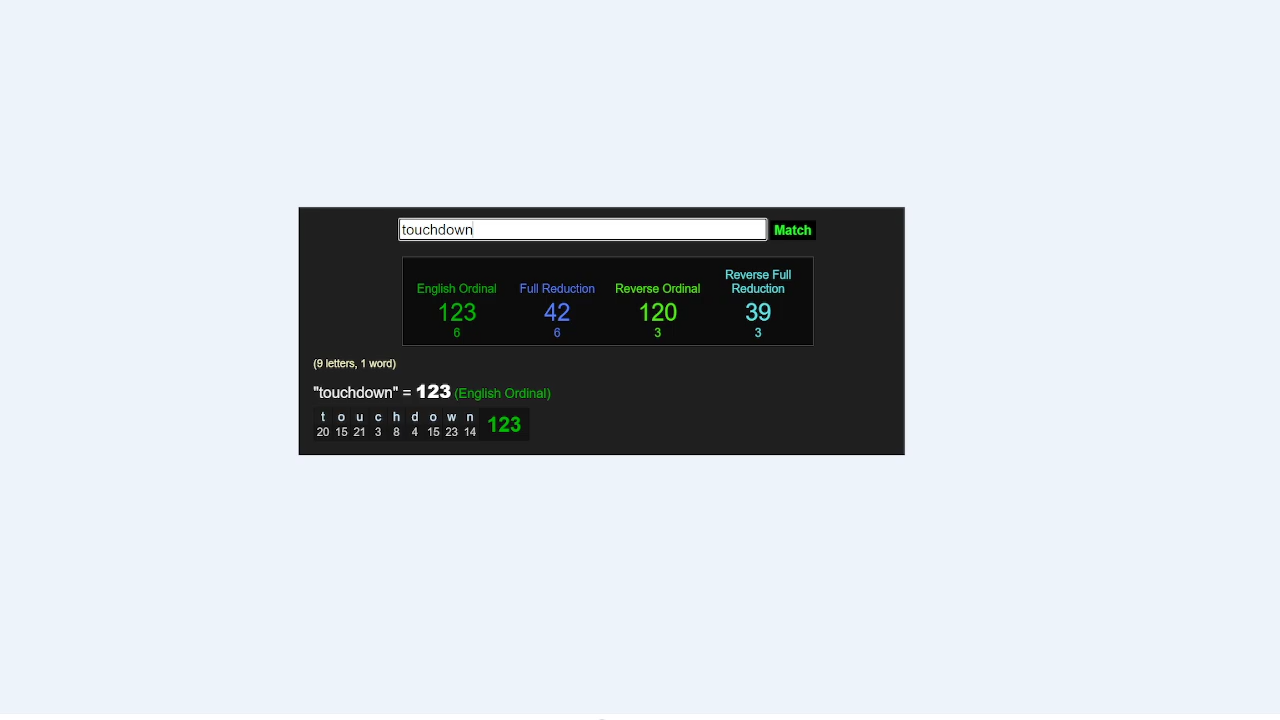 touchdown Match
English Ordinal Full Reduction Reverse Ordinal Reverse Full Reduction
123 42 120 39
6 6 3 3
(9 letters, 1 word)
"touchdown" = 123 (English Ordinal)
t o u c h d o w n 123
20 15 21 3 8 4 15 23 14